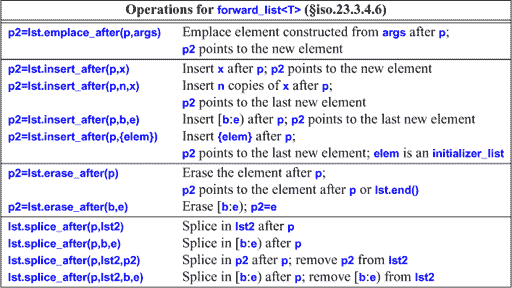 Operations for forward_list<T> (§iso.23.3.4.6)
p2=lst.emplace_after(p,args) Emplace element constructed from args after p;
p2 points to the new element
p2=lst.insert_after(p,x) Insert x after p; p2 points to the new element
p2=lst.insert_after(p,n,x) Insert n copies of x after p;
p2 points to the last new element
p2=lst.insert_after(p,b,e) Insert [b:e) after p; p2 points to the last new element
p2=lst.insert_after(p,{elem}) Insert {elem} after p;
p2 points to the last new element; elem is an initializer_list
p2=lst.erase_after(p) Erase the element after p;
p2 points to the element after p or lst.end()
p2=lst.erase_after(b,e) Erase [b:e); p2=e
lst.splice_after(p,lst2) Splice in lst2 after p
lst.splice_after(p,b,e) Splice in [b:e) after p
lst.splice_after(p,lst2,p2) Splice in p2 after p; remove p2 from lst2
lst.splice_after(p,lst2,b,e) Splice in [b:e) after p; remove [b:e) from lst2